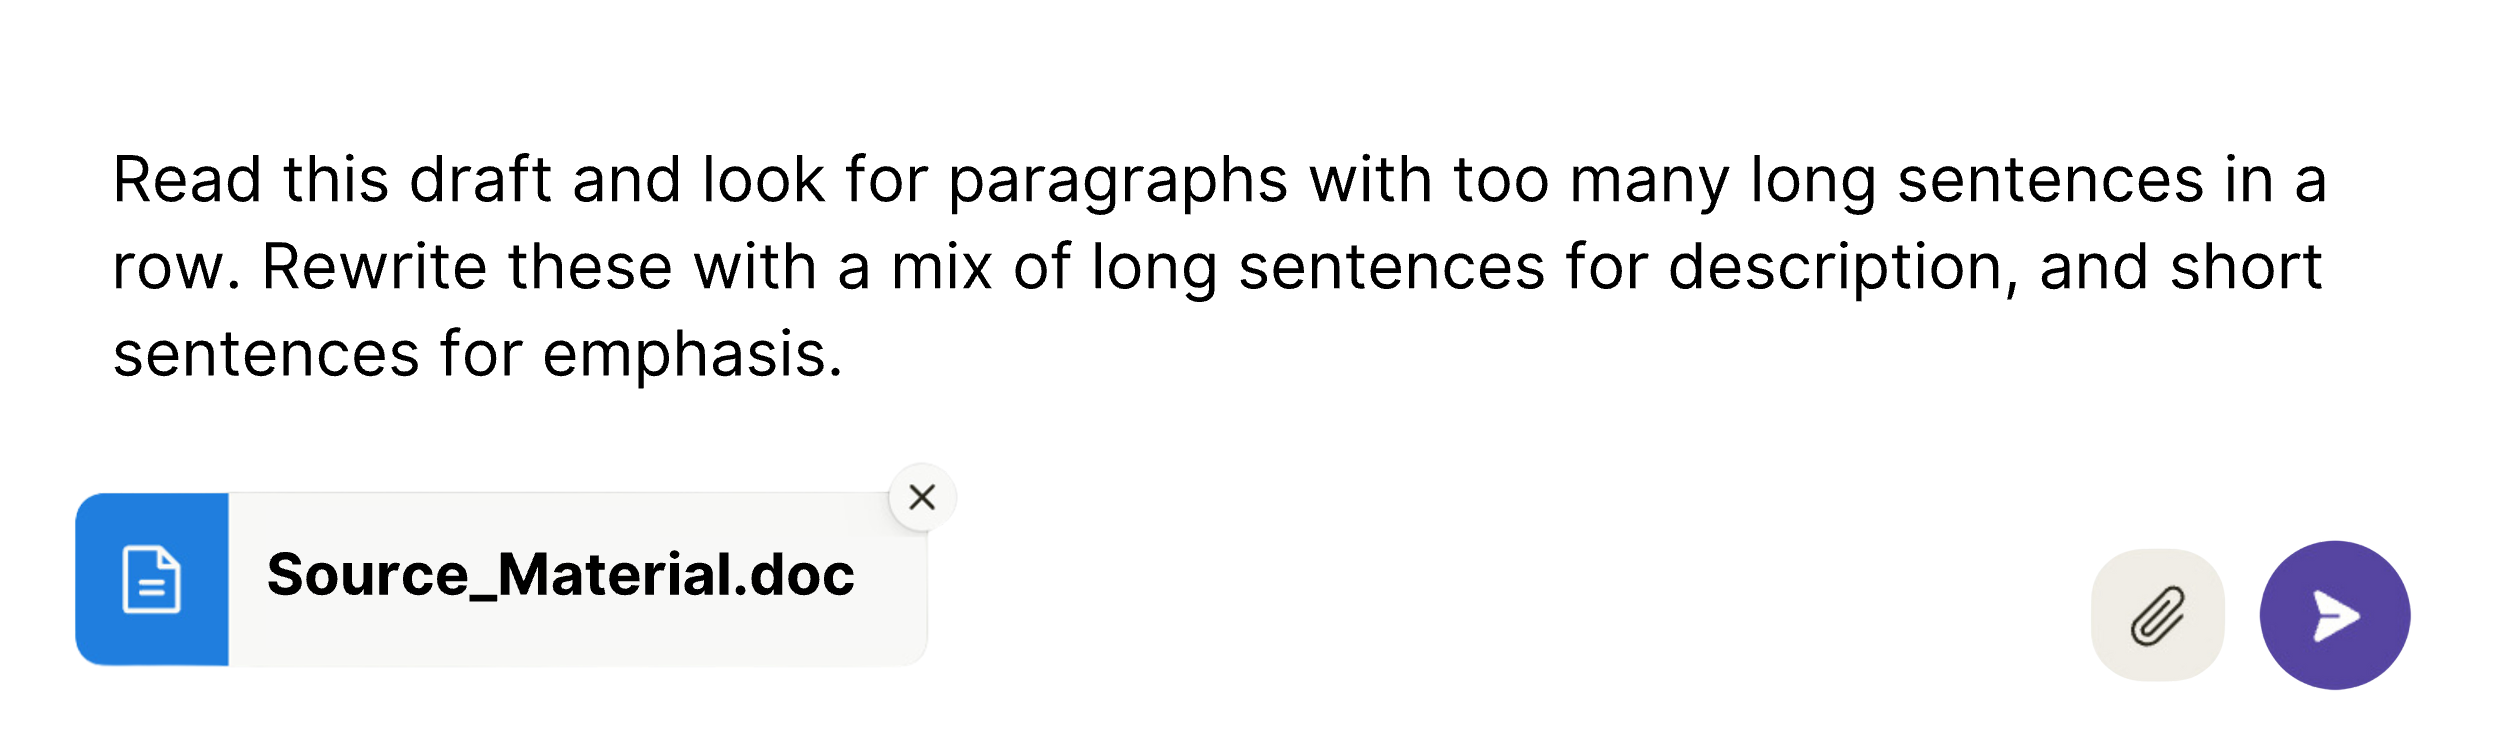 Read this draft and look for paragraphs with too many long sentences in a
row. Rewrite these with a mix of long sentences for description, and short
sentences for emphasis.
Source_Material.doc